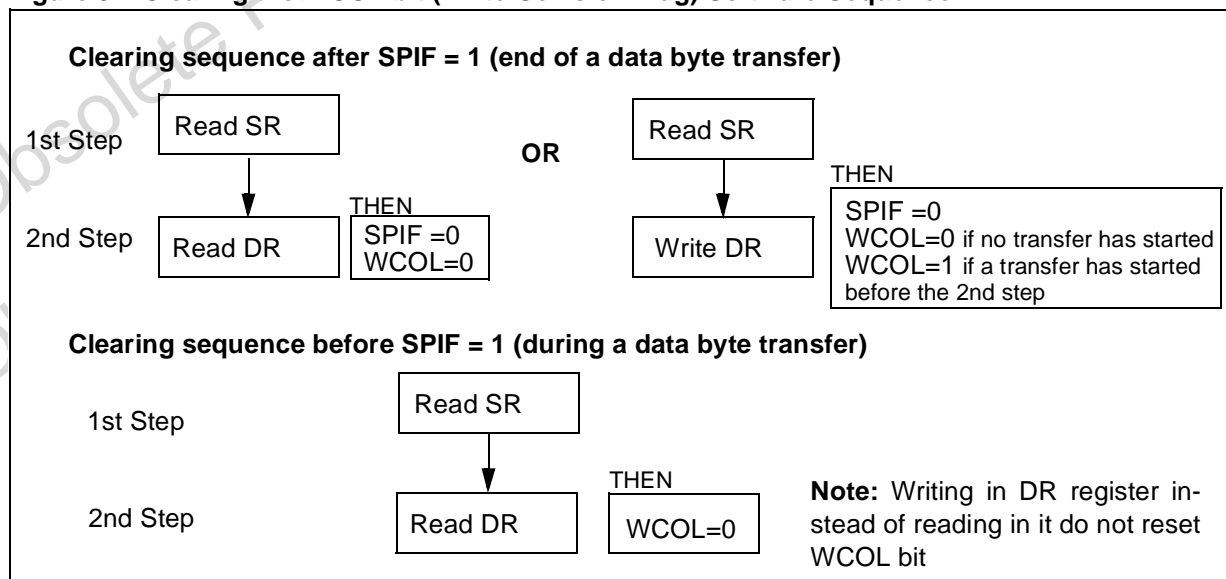 Clearing sequence after SPIF = 1 (end of a data byte transfer)
1st Step
Read SR
OR
Read SR
THEN
2nd Step
Read DR
THEN
SPIF =0
WCOL=0
Write DR
SPIF =0
WCOL=0 if no transfer has started
WCOL=1 if a transfer has started
before the 2nd step
Clearing sequence before SPIF = 1 (during a data byte transfer)
1st Step
Read SR
2nd Step
Read DR
THEN
WCOL=0
Note: Writing in DR register in-
stead of reading in it do not reset
WCOL bit